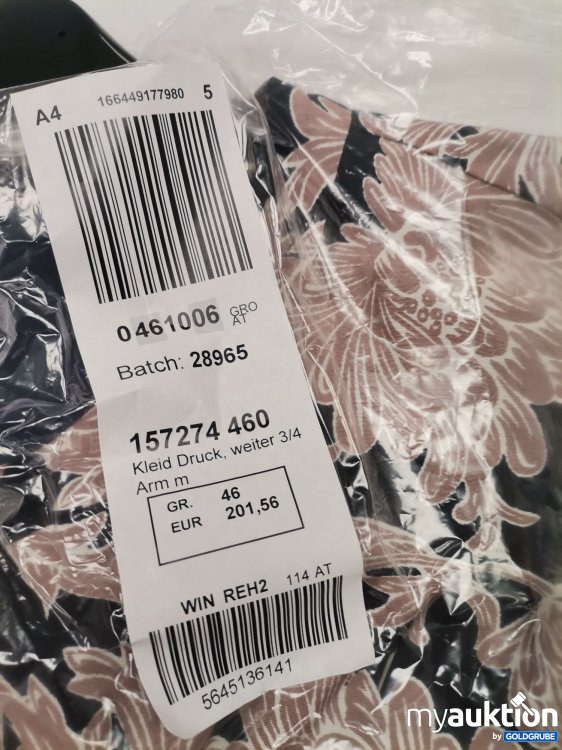 A4 166449177980 5
0461006 GRO AT
Batch: 28965
157274 460
Kleid Druck, weiter 3/4
Arm m
GR. 46
EUR 201,56
WIN REH2 114 AT
5645136141
myauktion
by GOLDGRUBE